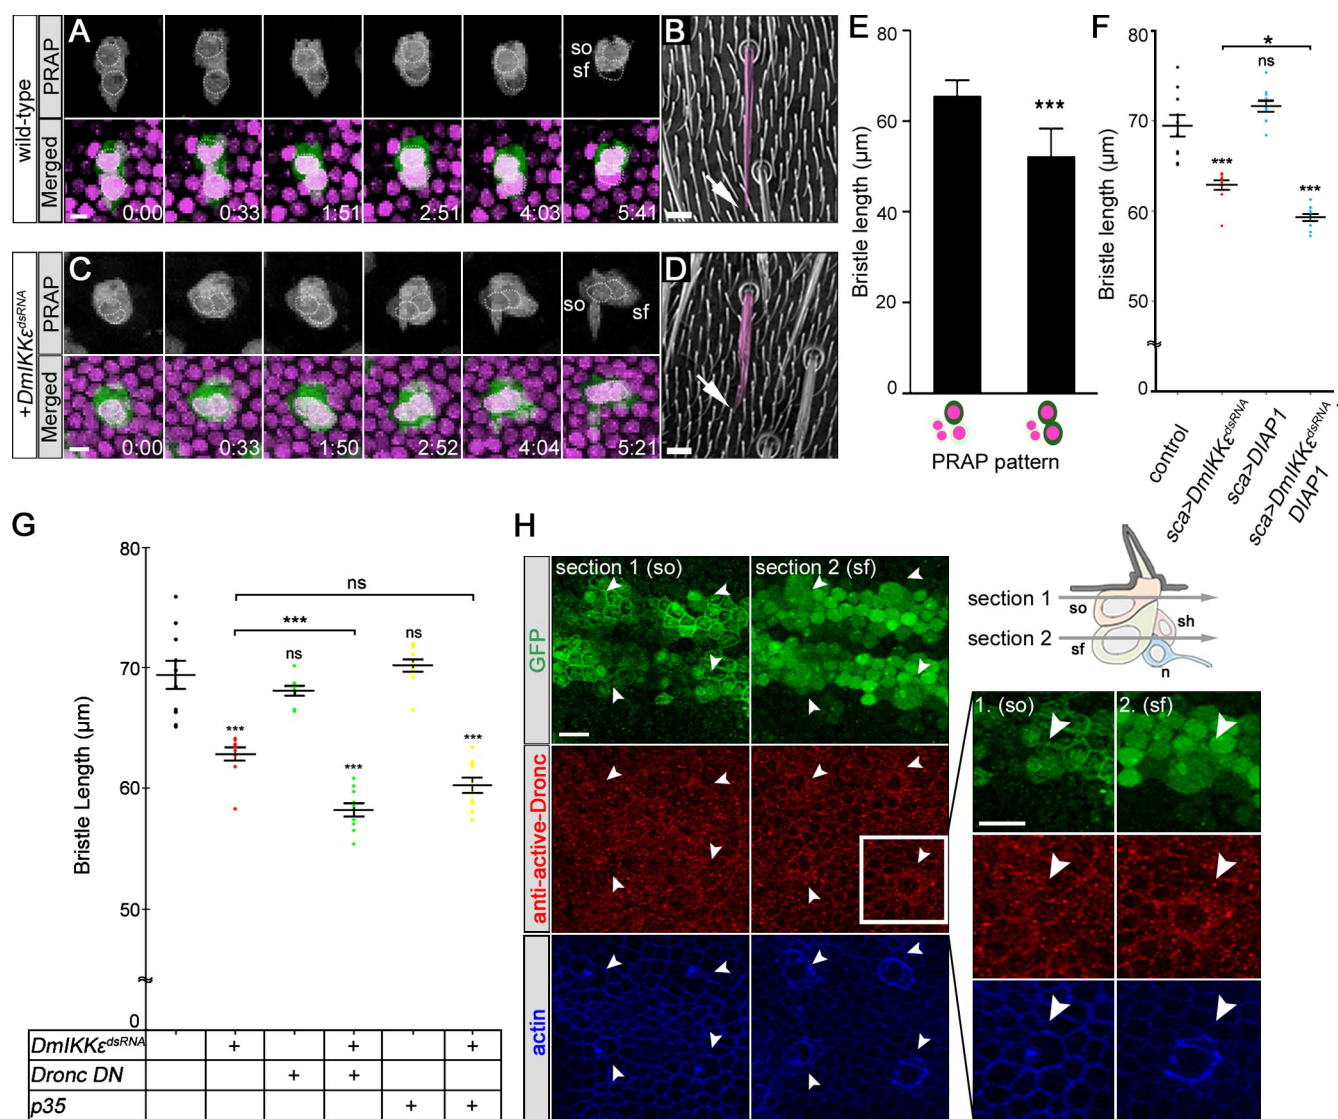 A
B
wild-type
PRAP
so
sf
Merged
0:00
0:33
1:51
2:51
4:03
5:41
C
D
+DmIKKε^dsRNA
PRAP
so
sf
Merged
0:00
0:33
1:50
2:52
4:04
5:21
E
Bristle length (µm)
80
60
40
20
0
***
PRAP pattern
F
Bristle length (µm)
80
70
60
50
0
*
ns
***
***
control
sca>DmIKKε^dsRNA
sca>DIAP1
sca>DmIKKε^dsRNA
DIAP1
G
Bristle Length (µm)
80
70
60
50
0
ns
***
ns
ns
***
***
***
DmIKKε^dsRNA + + +
Dronc DN + +
p35 + +
H
section 1 (so)
section 2 (sf)
GFP
anti-active-Dronc
actin
section 1
section 2
so
sh
sf
n
1. (so)
2. (sf)